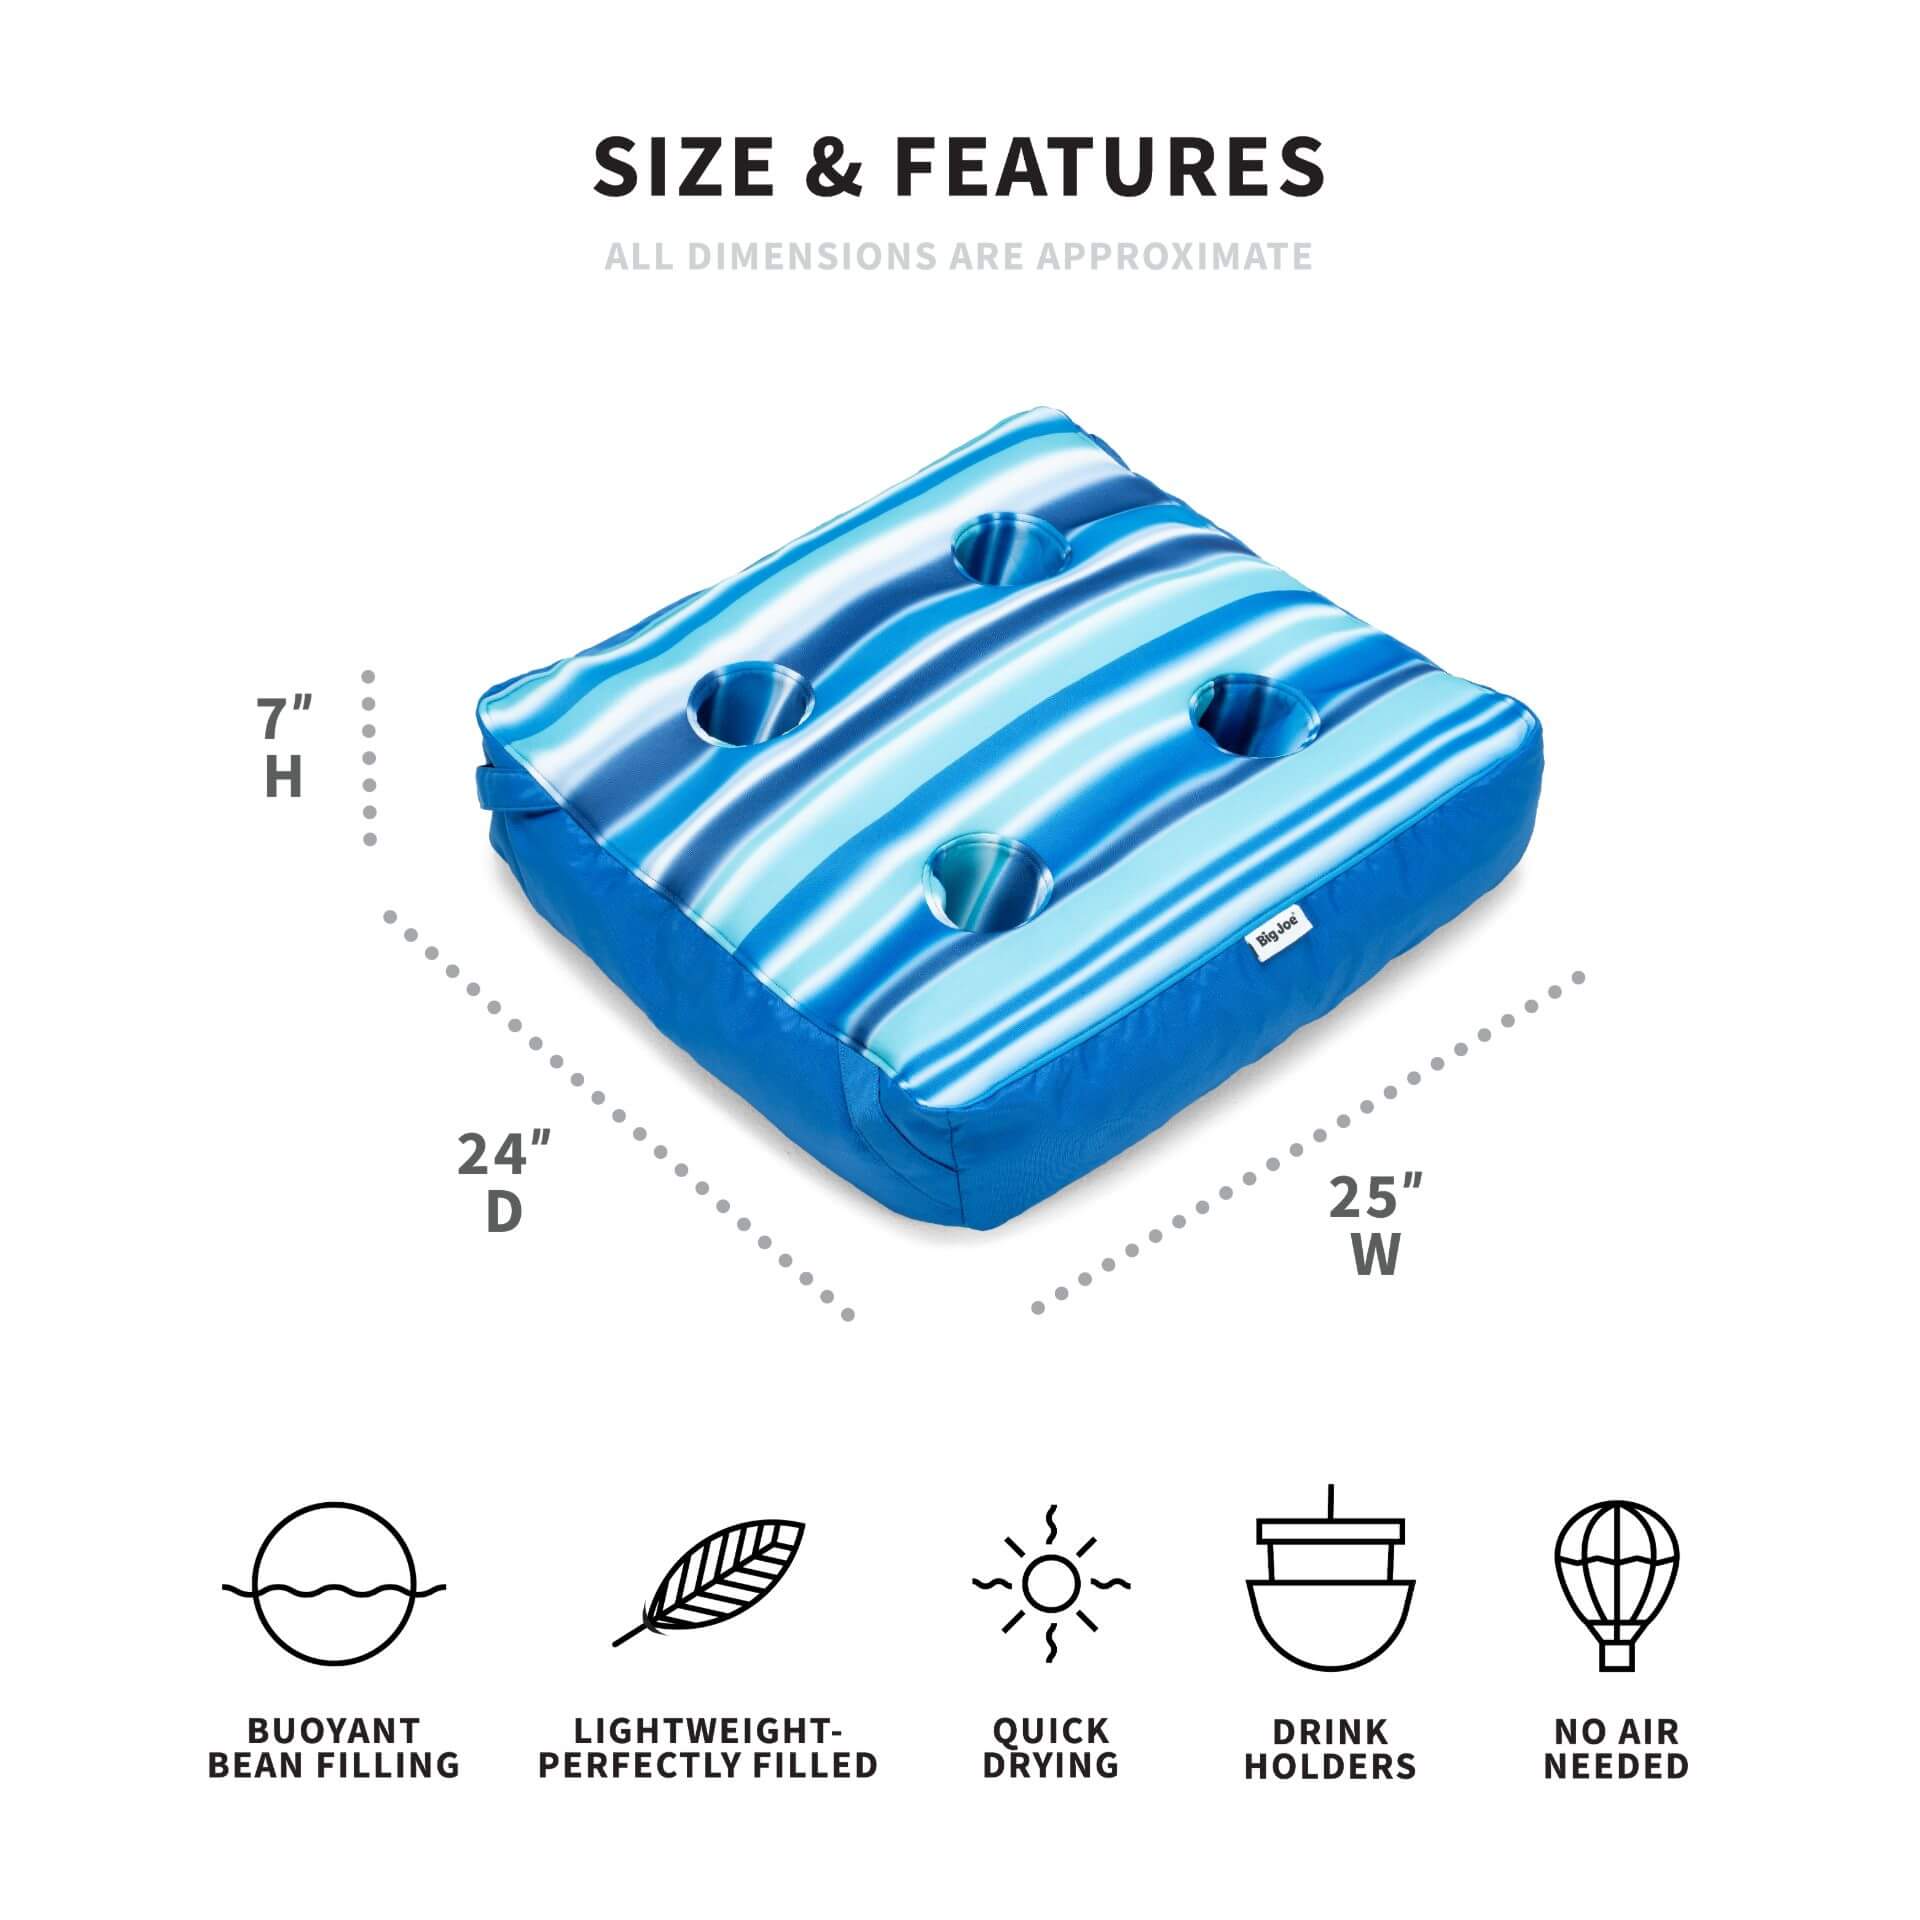 SIZE & FEATURES
ALL DIMENSIONS ARE APPROXIMATE
7″
H
Big Joe
24″
D
25″
W
BUOYANT
BEAN FILLING
LIGHTWEIGHT-
PERFECTLY FILLED
QUICK
DRYING
DRINK
HOLDERS
NO AIR
NEEDED